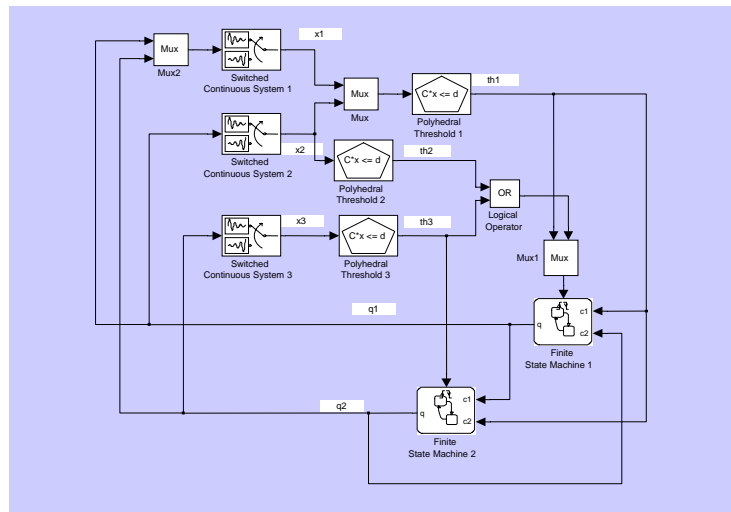 x1
Mux
Mux2
Switched
Continuous System 1
Mux
Mux
C*x <= d
Polyhedral
Threshold 1
th1
Switched
Continuous System 2
x2
C*x <= d
Polyhedral
Threshold 2
th2
OR
Logical
Operator
Switched
Continuous System 3
x3
C*x <= d
Polyhedral
Threshold 3
th3
Mux1
Mux
q1
q
c1
c2
Finite
State Machine 1
q2
q
c1
c2
Finite
State Machine 2